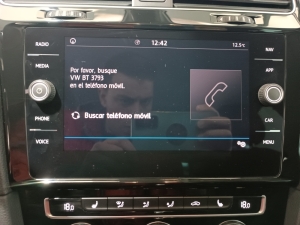 12:42
12.5°C
RADIO
MEDIA
PHONE
VOICE
Por favor, busque
VW BT 3793
en el teléfono móvil.
Buscar teléfono móvil
NAV
APP
CAR
MENU
18.0
18.0